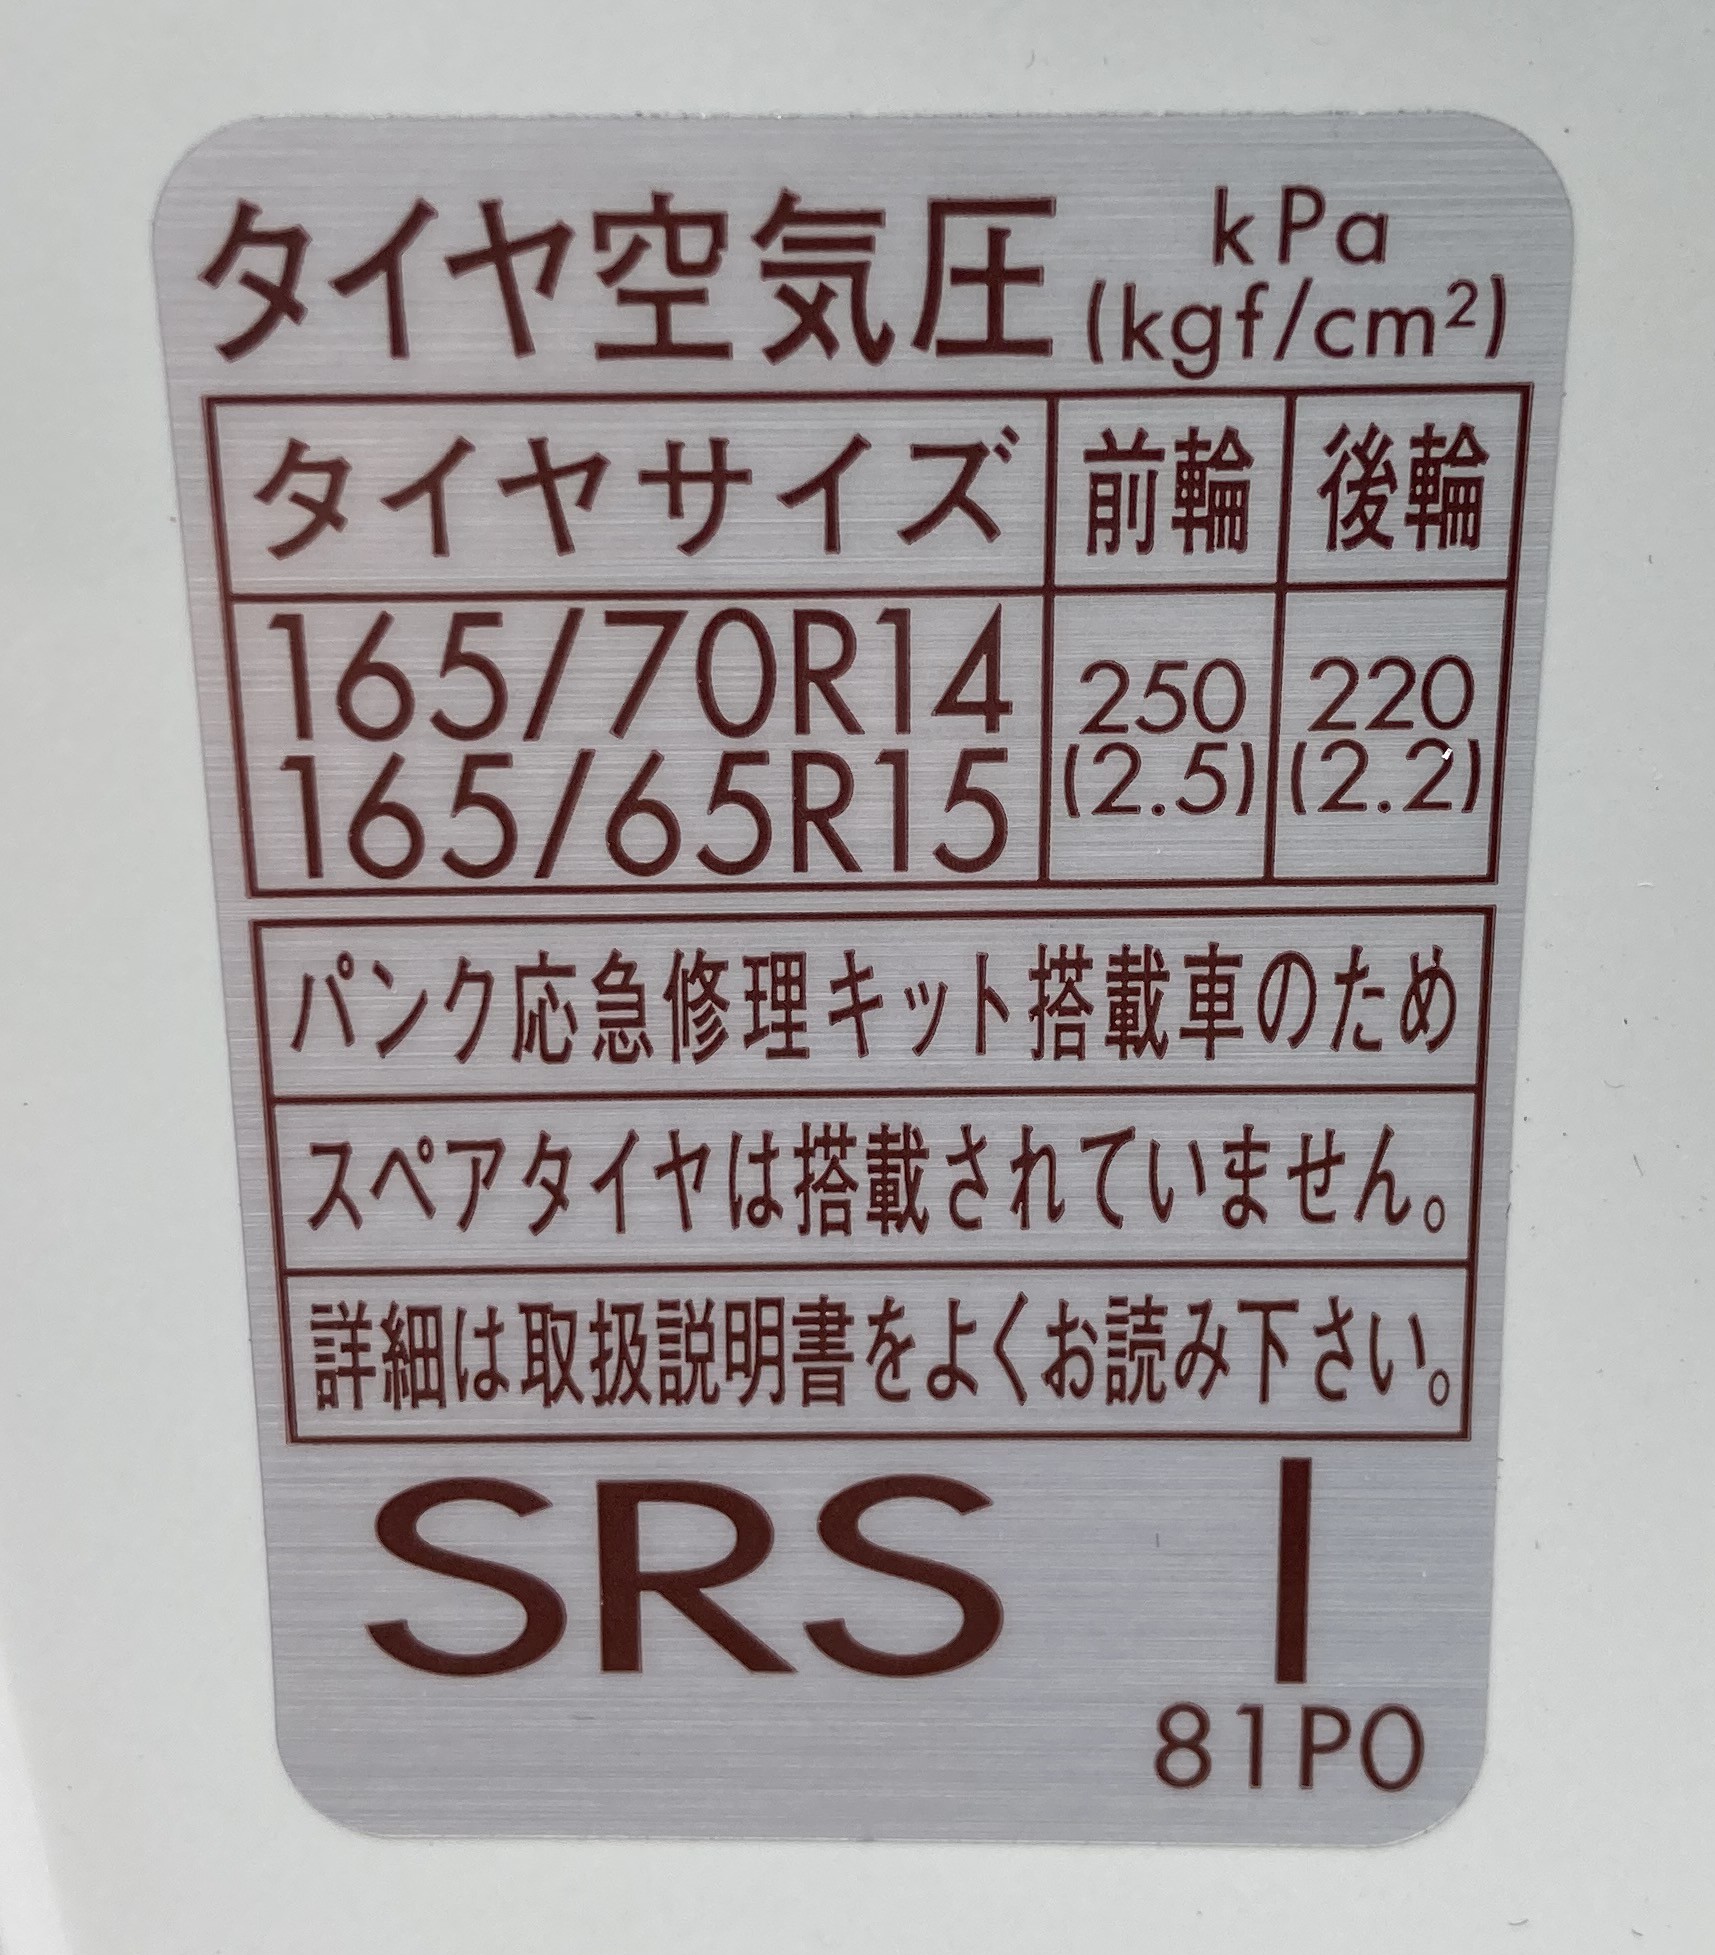 タイヤ空気圧 kPa
(kgf/cm²)
タイヤサイズ 前輪 後輪
165/70R14 250 220
165/65R15 (2.5) (2.2)
パンク応急修理キット搭載車のため
スペアタイヤは搭載されていません。
詳細は取扱説明書をよくお読み下さい。
SRS I
81P0